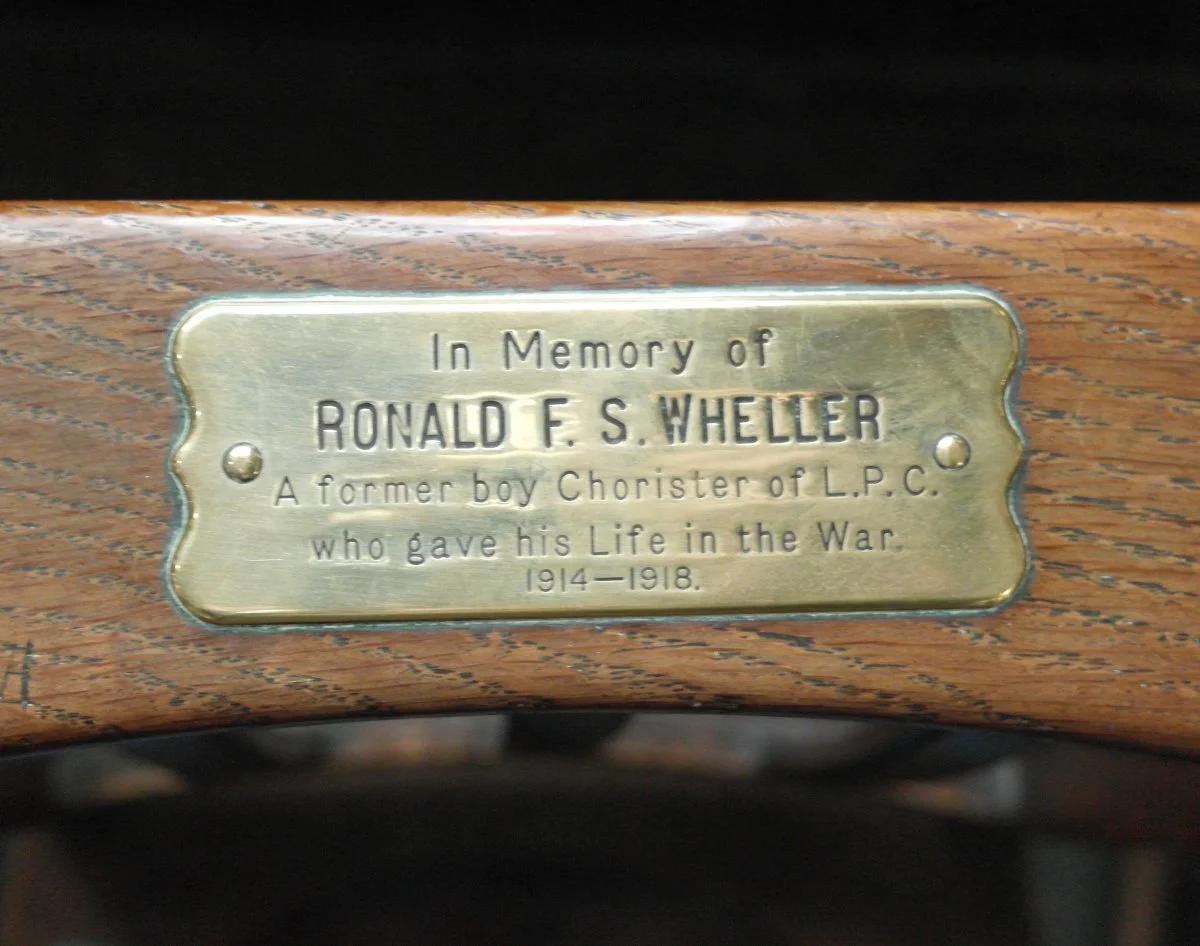 In Memory of
RONALD F. S. WHELLER
A former boy Chorister of L.P.C.
who gave his Life in the War.
1914—1918.